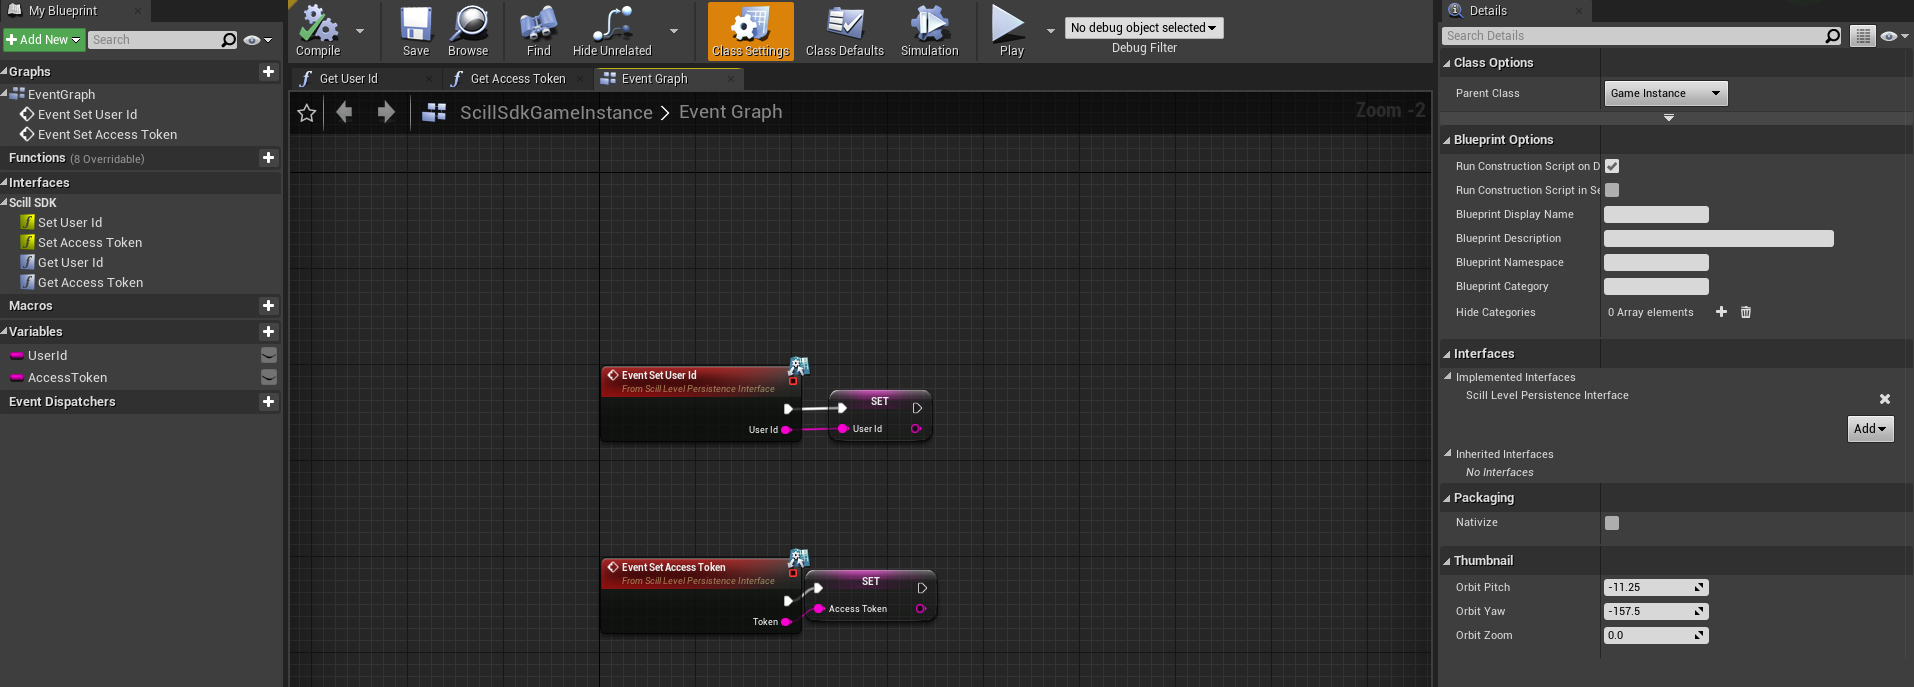 My Blueprint
Add New
Search
Graphs
EventGraph
Event Set User Id
Event Set Access Token
Functions (8 Overridable)
Interfaces
Scill SDK
Set User Id
Set Access Token
Get User Id
Get Access Token
Macros
Variables
UserId
AccessToken
Event Dispatchers
Compile
Save
Browse
Find
Hide Unrelated
Class Settings
Class Defaults
Simulation
Play
No debug object selected
Debug Filter
Get User Id
Get Access Token
Event Graph
ScillSdkGameInstance > Event Graph
Zoom -2
Event Set User Id
From Scill Level Persistence Interface
User Id
SET
User Id
Event Set Access Token
From Scill Level Persistence Interface
Token
SET
Access Token
Details
Search Details
Class Options
Parent Class
Game Instance
Blueprint Options
Run Construction Script on D
Run Construction Script in Se
Blueprint Display Name
Blueprint Description
Blueprint Namespace
Blueprint Category
Hide Categories
0 Array elements
Interfaces
Implemented Interfaces
Scill Level Persistence Interface
Add
Inherited Interfaces
No Interfaces
Packaging
Nativize
Thumbnail
Orbit Pitch
-11.25
Orbit Yaw
-157.5
Orbit Zoom
0.0